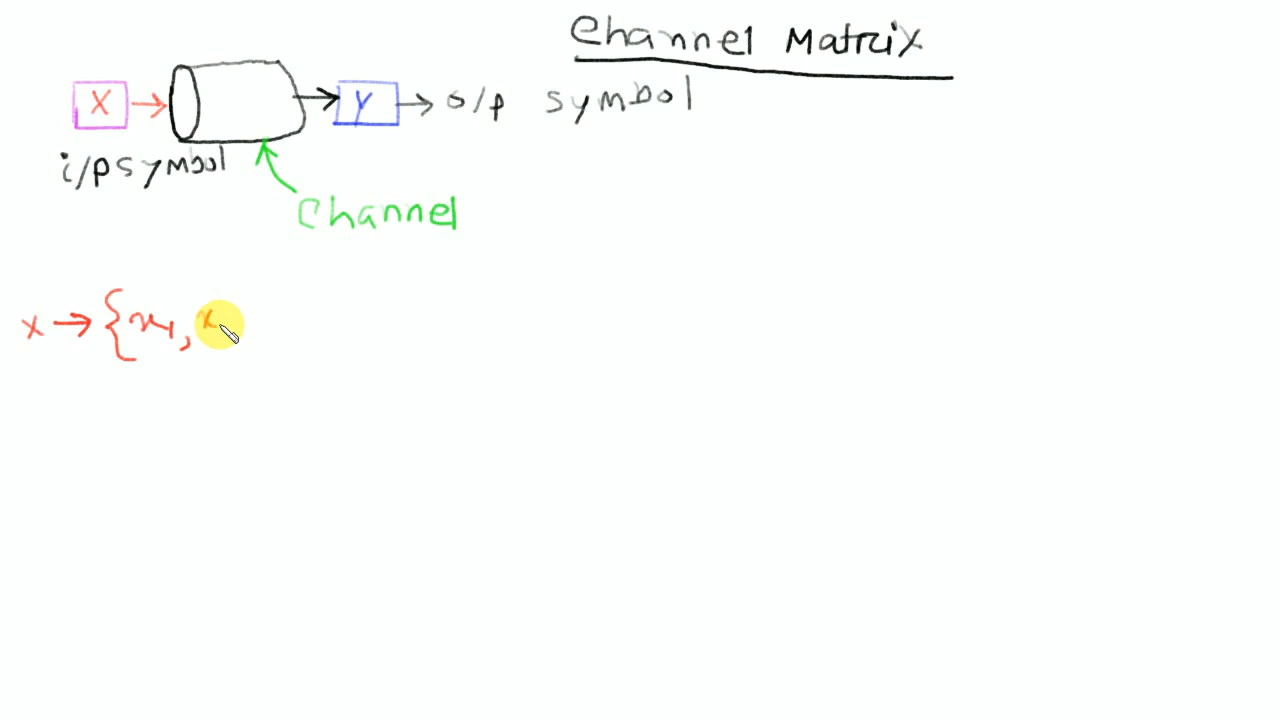 Channel Matrix
X → Y → o/p symbol
i/p symbol
Channel
x → {x1, x